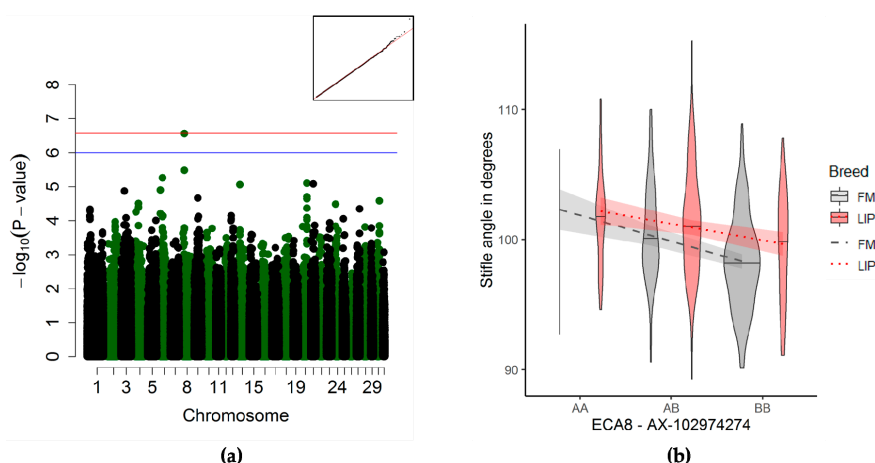 8
7
6
5
4
3
2
1
0
−log10(P − value)
1 3 5 8 11 15 19 24 29
Chromosome
(a)
110
100
90
Stifle angle in degrees
AA AB BB
ECA8 - AX-102974274
(b)
Breed
FM
LIP
FM
LIP